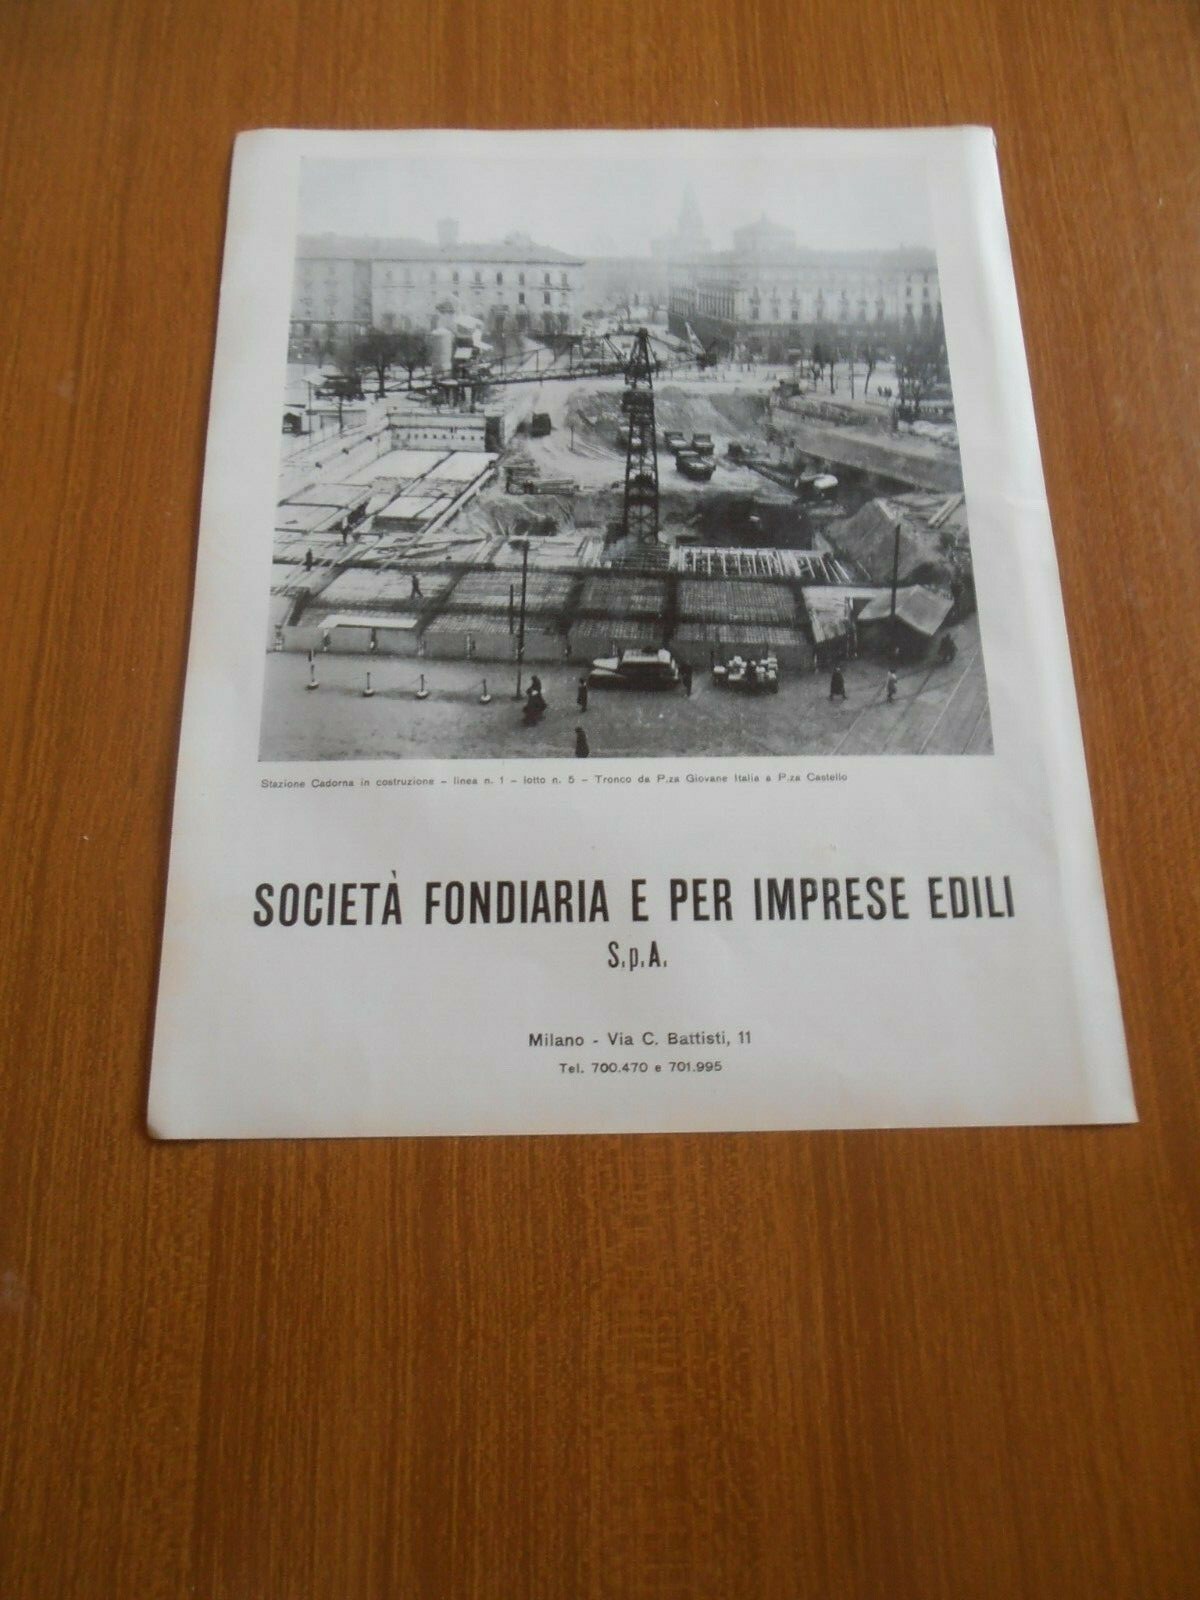 Stazione Cadorna in costruzione – linea n. 1 – lotto n. 5 – Tronco da P.za Giovane Italia a P.za Castello
SOCIETÀ FONDIARIA E PER IMPRESE EDILI
S.p.A.
Milano - Via C. Battisti, 11
Tel. 700.470 e 701.995